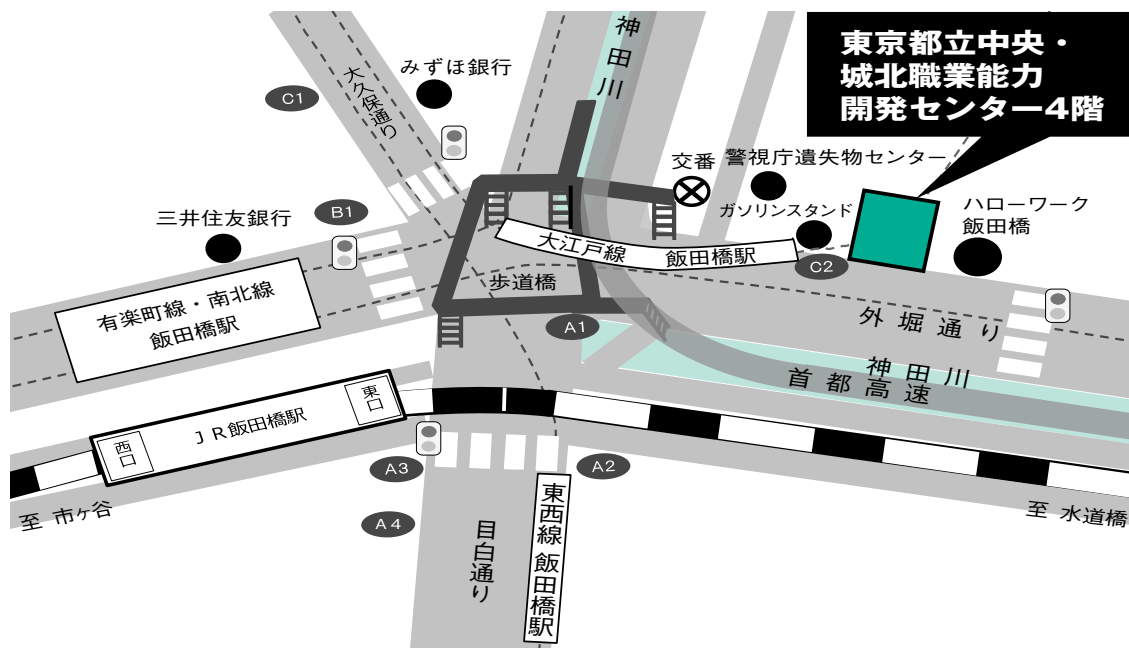 東京都立中央・
城北職業能力
開発センター4階
神田川
みずほ銀行
C1
大久保通り
交番
警視庁遺失物センター
ガソリンスタンド
ハローワーク
飯田橋
三井住友銀行
B1
大江戸線 飯田橋駅
C2
歩道橋
有楽町線・南北線
飯田橋駅
A1
外堀通り
神田川
首都高速
東口
JR飯田橋駅
西口
A3
A2
至 市ヶ谷
A4
目白通り
東西線 飯田橋駅
至 水道橋